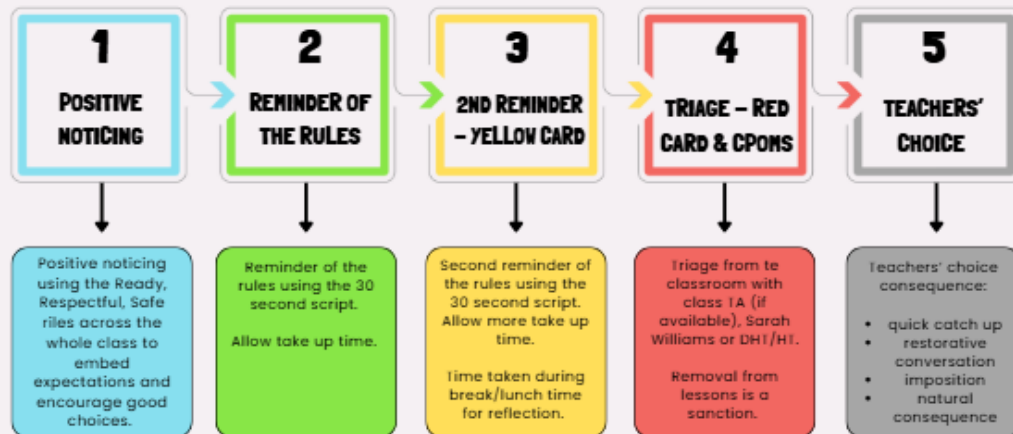 1
POSITIVE
NOTICING
2
REMINDER OF
THE RULES
3
2ND REMINDER
– YELLOW CARD
4
TRIAGE – RED
CARD & CPOMS
5
TEACHERS'
CHOICE
Positive noticing
using the Ready,
Respectful, Safe
riles across the
whole class to
embed
expectations and
encourage good
choices.
Reminder of the
rules using the 30
second script.
Allow take up time.
Second reminder of
the rules using the
30 second script.
Allow more take up
time.
Time taken during
break/lunch time
for reflection.
Triage from te
classroom with
class TA (if
available), Sarah
Williams or DHT/HT.
Removal from
lessons is a
sanction.
Teachers' choice
consequence:
• quick catch up
• restorative
conversation
• imposition
• natural
consequence